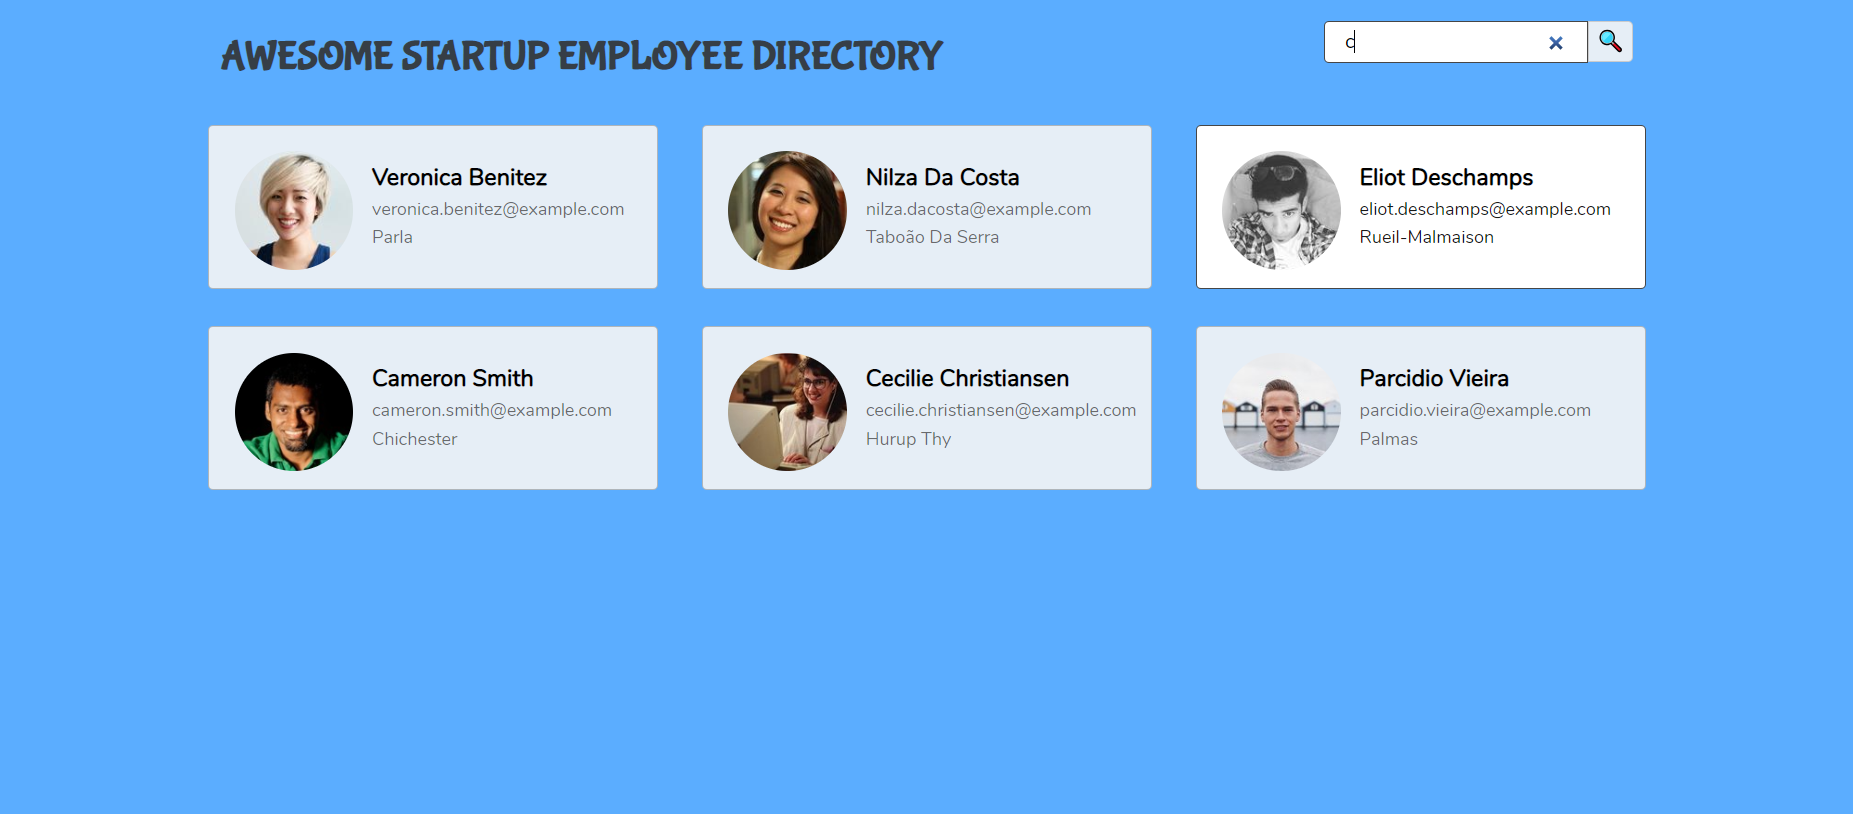 AWESOME STARTUP EMPLOYEE DIRECTORY
c
Veronica Benitez
veronica.benitez@example.com
Parla
Nilza Da Costa
nilza.dacosta@example.com
Taboão Da Serra
Eliot Deschamps
eliot.deschamps@example.com
Rueil-Malmaison
Cameron Smith
cameron.smith@example.com
Chichester
Cecilie Christiansen
cecilie.christiansen@example.com
Hurup Thy
Parcidio Vieira
parcidio.vieira@example.com
Palmas